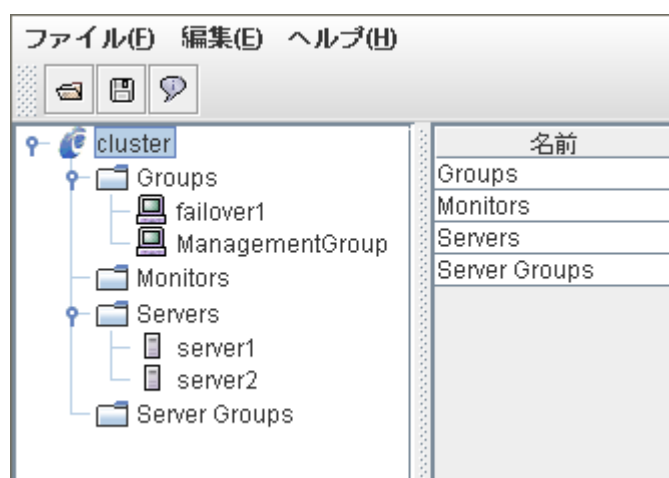 ファイル(F) 編集(E) ヘルプ(H)
cluster
Groups
failover1
ManagementGroup
Monitors
Servers
server1
server2
Server Groups
名前
Groups
Monitors
Servers
Server Groups